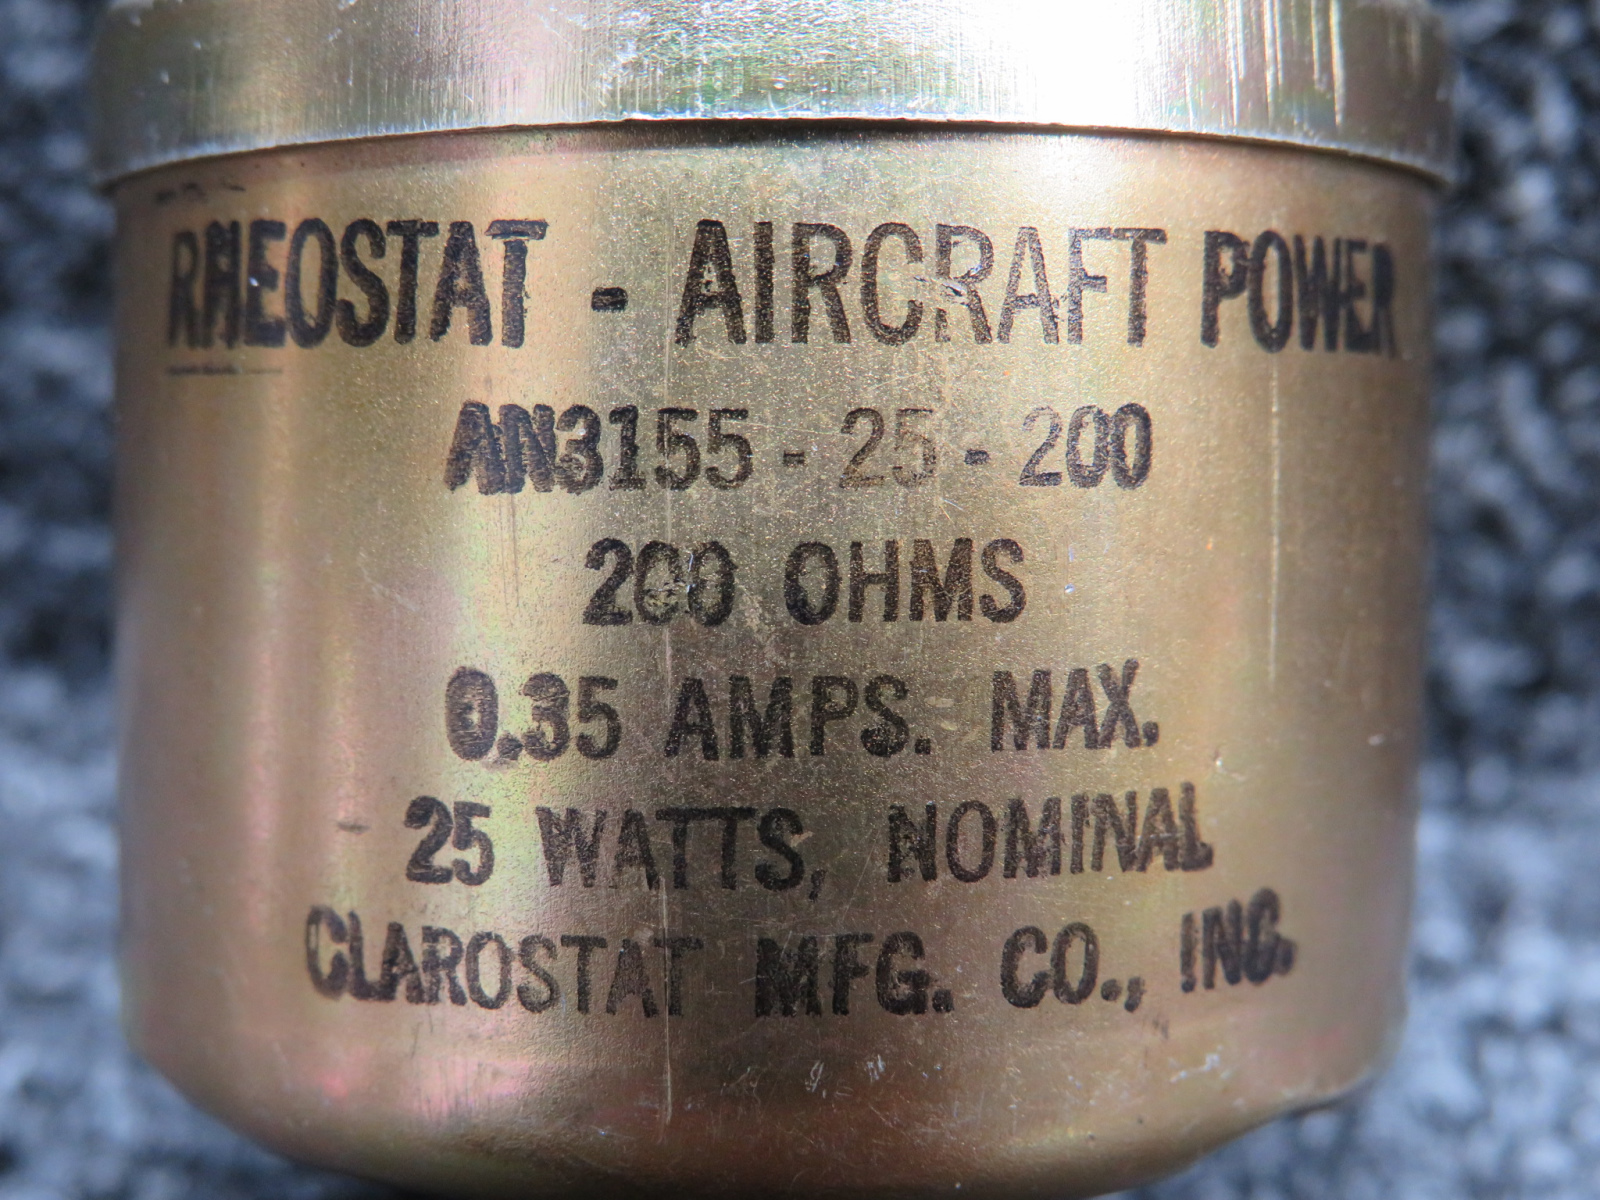 RHEOSTAT - AIRCRAFT POWER
AN3155 - 25 - 200
200 OHMS
0.35 AMPS. MAX.
25 WATTS, NOMINAL
CLAROSTAT MFG. CO., INC.